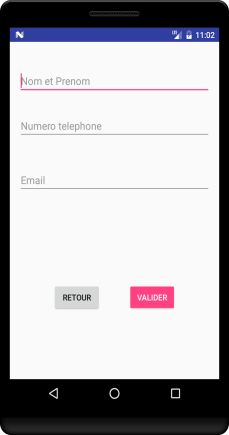 11:02
Nom et Prenom
Numero telephone
Email
RETOUR
VALIDER